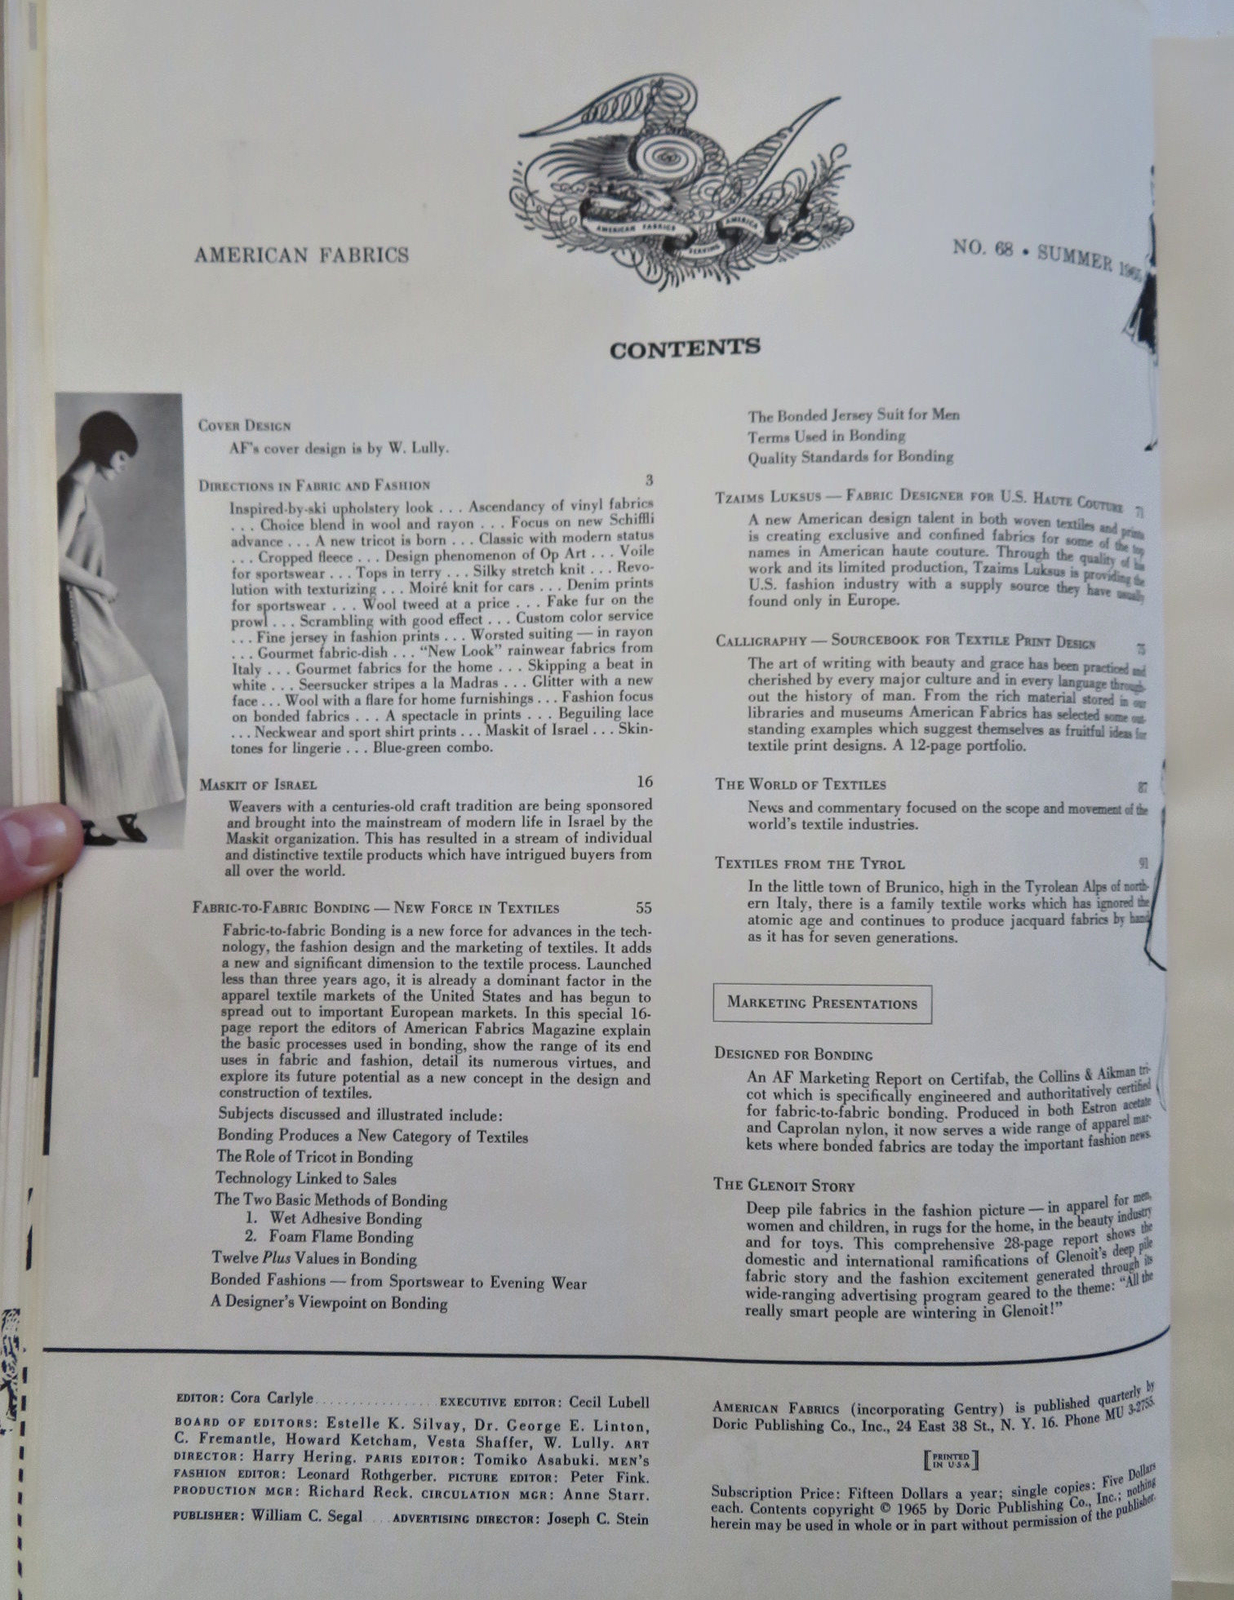 AMERICAN FABRICS
AMERICAN FABRICS
SERVING
AMERICA
NO. 68 • SUMMER 1965
CONTENTS
COVER DESIGN
AF's cover design is by W. Lully.
DIRECTIONS IN FABRIC AND FASHION 3
Inspired-by-ski upholstery look . . . Ascendancy of vinyl fabrics
. . . Choice blend in wool and rayon . . . Focus on new Schiffli
advance . . . A new tricot is born . . . Classic with modern status
. . . Cropped fleece . . . Design phenomenon of Op Art . . . Voile
for sportswear . . . Tops in terry . . . Silky stretch knit . . . Revo-
lution with texturizing . . . Moiré knit for cars . . . Denim prints
for sportswear . . . Wool tweed at a price . . . Fake fur on the
prowl . . . Scrambling with good effect . . . Custom color service
. . . Fine jersey in fashion prints . . . Worsted suiting — in rayon
. . . Gourmet fabric-dish . . . "New Look" rainwear fabrics from
Italy . . . Gourmet fabrics for the home . . . Skipping a beat in
white . . . Seersucker stripes a la Madras . . . Glitter with a new
face . . . Wool with a flare for home furnishings . . . Fashion focus
on bonded fabrics . . . A spectacle in prints . . . Beguiling lace
. . . Neckwear and sport shirt prints . . . Maskit of Israel . . . Skin-
tones for lingerie . . . Blue-green combo.
MASKIT OF ISRAEL 16
Weavers with a centuries-old craft tradition are being sponsored
and brought into the mainstream of modern life in Israel by the
Maskit organization. This has resulted in a stream of individual
and distinctive textile products which have intrigued buyers from
all over the world.
FABRIC-TO-FABRIC BONDING — NEW FORCE IN TEXTILES 55
Fabric-to-fabric Bonding is a new force for advances in the tech-
nology, the fashion design and the marketing of textiles. It adds
a new and significant dimension to the textile process. Launched
less than three years ago, it is already a dominant factor in the
apparel textile markets of the United States and has begun to
spread out to important European markets. In this special 16-
page report the editors of American Fabrics Magazine explain
the basic processes used in bonding, show the range of its end
uses in fabric and fashion, detail its numerous virtues, and
explore its future potential as a new concept in the design and
construction of textiles.
Subjects discussed and illustrated include:
Bonding Produces a New Category of Textiles
The Role of Tricot in Bonding
Technology Linked to Sales
The Two Basic Methods of Bonding
1. Wet Adhesive Bonding
2. Foam Flame Bonding
Twelve Plus Values in Bonding
Bonded Fashions — from Sportswear to Evening Wear
A Designer's Viewpoint on Bonding
The Bonded Jersey Suit for Men
Terms Used in Bonding
Quality Standards for Bonding
TZAIMS LUKSUS — FABRIC DESIGNER FOR U.S. HAUTE COUTURE 71
A new American design talent in both woven textiles and prints
is creating exclusive and confined fabrics for some of the top
names in American haute couture. Through the quality of his
work and its limited production, Tzaims Luksus is providing the
U.S. fashion industry with a supply source they have usually
found only in Europe.
CALLIGRAPHY — SOURCEBOOK FOR TEXTILE PRINT DESIGN 75
The art of writing with beauty and grace has been practiced and
cherished by every major culture and in every language through-
out the history of man. From the rich material stored in our
libraries and museums American Fabrics has selected some out-
standing examples which suggest themselves as fruitful ideas for
textile print designs. A 12-page portfolio.
THE WORLD OF TEXTILES 87
News and commentary focused on the scope and movement of the
world's textile industries.
TEXTILES FROM THE TYROL 91
In the little town of Brunico, high in the Tyrolean Alps of north-
ern Italy, there is a family textile works which has ignored the
atomic age and continues to produce jacquard fabrics by hand
as it has for seven generations.
MARKETING PRESENTATIONS
DESIGNED FOR BONDING
An AF Marketing Report on Certifab, the Collins & Aikman tri-
cot which is specifically engineered and authoritatively certified
for fabric-to-fabric bonding. Produced in both Estron acetate
and Caprolan nylon, it now serves a wide range of apparel mar-
kets where bonded fabrics are today the important fashion news.
THE GLENOIT STORY
Deep pile fabrics in the fashion picture — in apparel for men,
women and children, in rugs for the home, in the beauty industry
and for toys. This comprehensive 28-page report shows the
domestic and international ramifications of Glenoit's deep pile
fabric story and the fashion excitement generated through its
wide-ranging advertising program geared to the theme: "All the
really smart people are wintering in Glenoit!"
EDITOR: Cora Carlyle . . . . . . . . . . . . . . . . . EXECUTIVE EDITOR: Cecil Lubell
BOARD OF EDITORS: Estelle K. Silvay, Dr. George E. Linton,
C. Fremantle, Howard Ketcham, Vesta Shaffer, W. Lully. ART
DIRECTOR: Harry Hering. PARIS EDITOR: Tomiko Asabuki. MEN'S
FASHION EDITOR: Leonard Rothgerber. PICTURE EDITOR: Peter Fink.
PRODUCTION MGR: Richard Reck. CIRCULATION MGR: Anne Starr.
PUBLISHER: William C. Segal . . ADVERTISING DIRECTOR: Joseph C. Stein
AMERICAN FABRICS (incorporating Gentry) is published quarterly by
Doric Publishing Co., Inc., 24 East 38 St., N. Y. 16. Phone MU 3-2755.
[PRINTED
IN U·S·A]
Subscription Price: Fifteen Dollars a year; single copies: Five Dollars
each. Contents copyright © 1965 by Doric Publishing Co., Inc.; nothing
herein may be used in whole or in part without permission of the publisher.